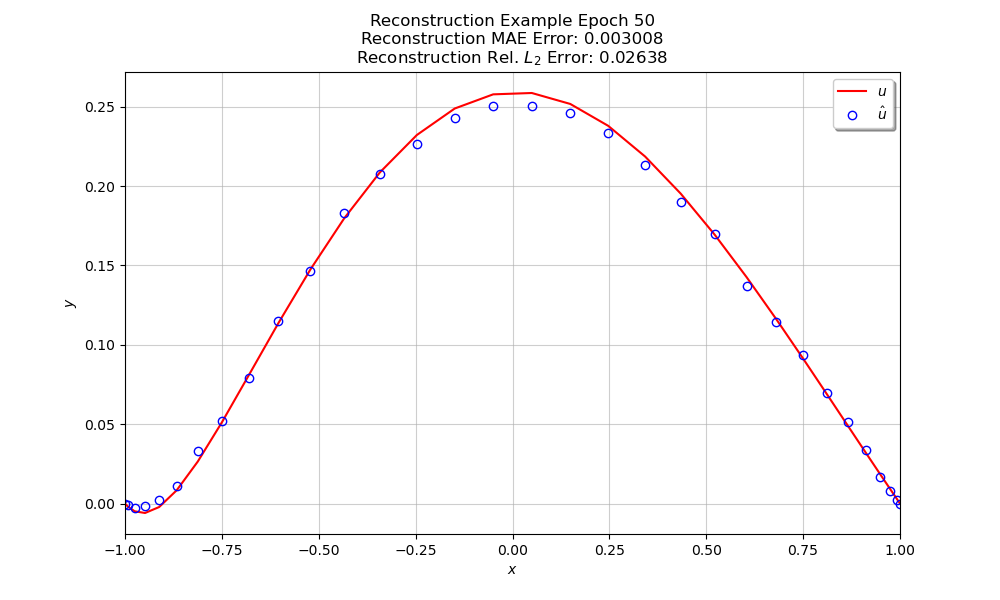 Reconstruction Example Epoch 50
Reconstruction MAE Error: 0.003008
Reconstruction Rel. $L_2$ Error: 0.02638
u
û
0.25
0.20
0.15
0.10
0.05
0.00
y
−1.00 −0.75 −0.50 −0.25 0.00 0.25 0.50 0.75 1.00
x